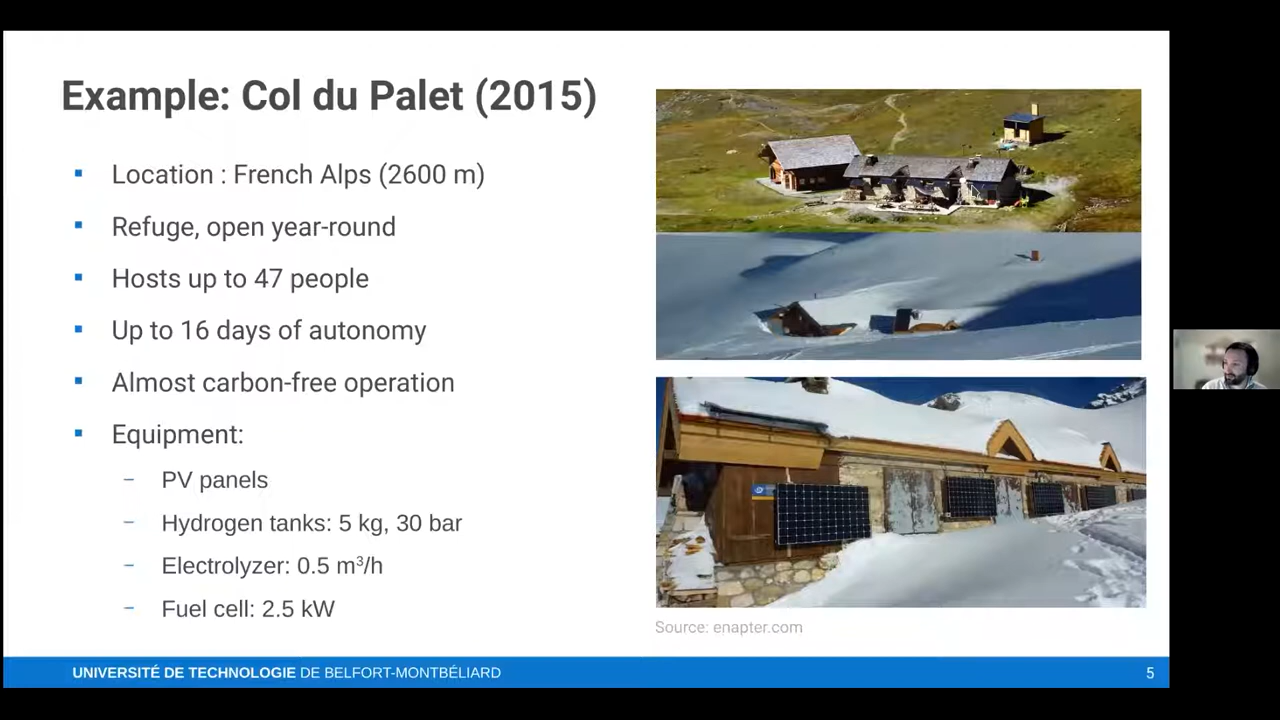 Example: Col du Palet (2015)
Location : French Alps (2600 m)
Refuge, open year-round
Hosts up to 47 people
Up to 16 days of autonomy
Almost carbon-free operation
Equipment:
PV panels
Hydrogen tanks: 5 kg, 30 bar
Electrolyzer: 0.5 m³/h
Fuel cell: 2.5 kW
Source: enapter.com
UNIVERSITÉ DE TECHNOLOGIE DE BELFORT-MONTBÉLIARD
5